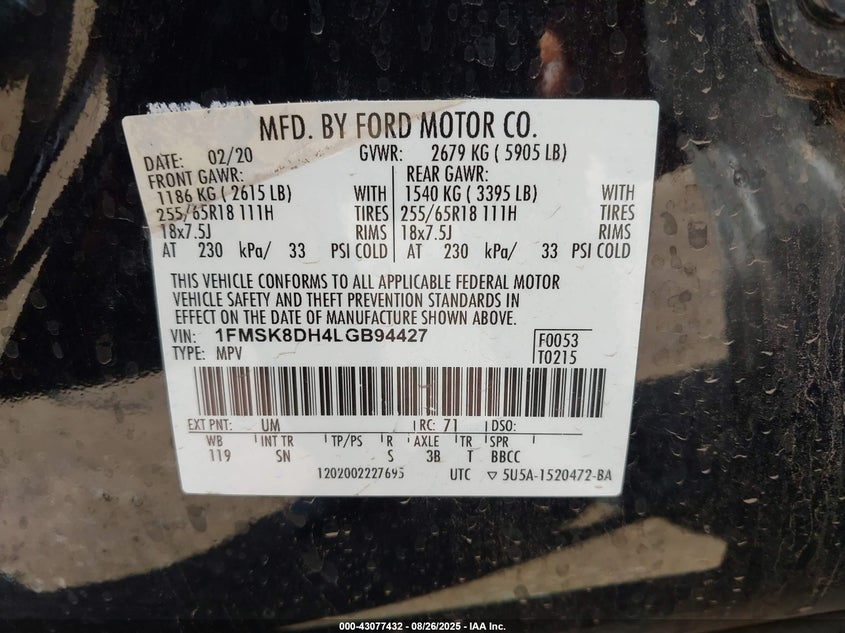 MFD. BY FORD MOTOR CO.
DATE: 02/20 GVWR: 2679 KG ( 5905 LB)
FRONT GAWR: REAR GAWR:
1186 KG ( 2615 LB) WITH 1540 KG ( 3395 LB) WITH
255/65R18 111H TIRES 255/65R18 111H TIRES
18x7.5J RIMS 18x7.5J RIMS
AT 230 kPa/ 33 PSI COLD AT 230 kPa/ 33 PSI COLD
THIS VEHICLE CONFORMS TO ALL APPLICABLE FEDERAL MOTOR
VEHICLE SAFETY AND THEFT PREVENTION STANDARDS IN
EFFECT ON THE DATE OF MANUFACTURE SHOWN ABOVE.
VIN: 1FMSK8DH4LGB94427 F0053
TYPE: MPV T0215
EXT PNT: UM RC: 71 DSO:
WB INT TR TP/PS R AXLE TR SPR
119 SN S 3B T BBCC
1202002227695 UTC ▽ 5U5A-1520472-BA
000-43077432 - 08/26/2025 - IAA Inc.